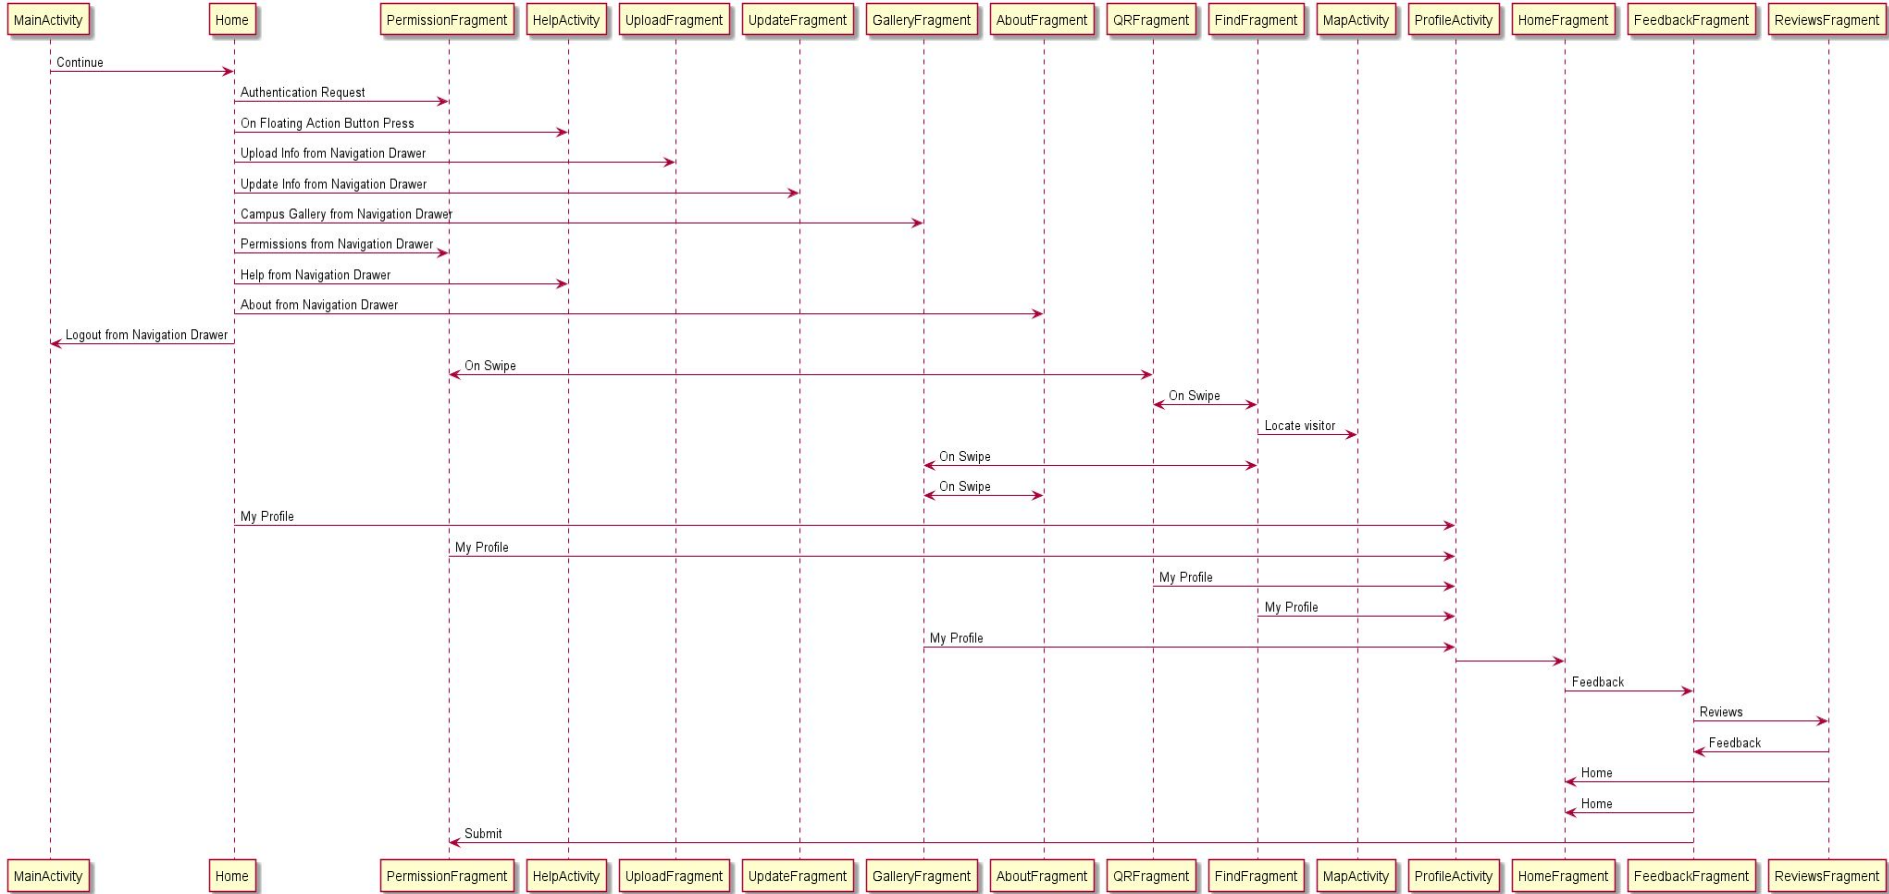 MainActivity Home PermissionFragment HelpActivity UploadFragment UpdateFragment GalleryFragment AboutFragment QRFragment FindFragment MapActivity ProfileActivity HomeFragment FeedbackFragment ReviewsFragment
Continue
Authentication Request
On Floating Action Button Press
Upload Info from Navigation Drawer
Update Info from Navigation Drawer
Campus Gallery from Navigation Drawer
Permissions from Navigation Drawer
Help from Navigation Drawer
About from Navigation Drawer
Logout from Navigation Drawer
On Swipe
On Swipe
Locate visitor
On Swipe
On Swipe
My Profile
My Profile
My Profile
My Profile
My Profile
Feedback
Reviews
Feedback
Home
Home
Submit
MainActivity Home PermissionFragment HelpActivity UploadFragment UpdateFragment GalleryFragment AboutFragment QRFragment FindFragment MapActivity ProfileActivity HomeFragment FeedbackFragment ReviewsFragment